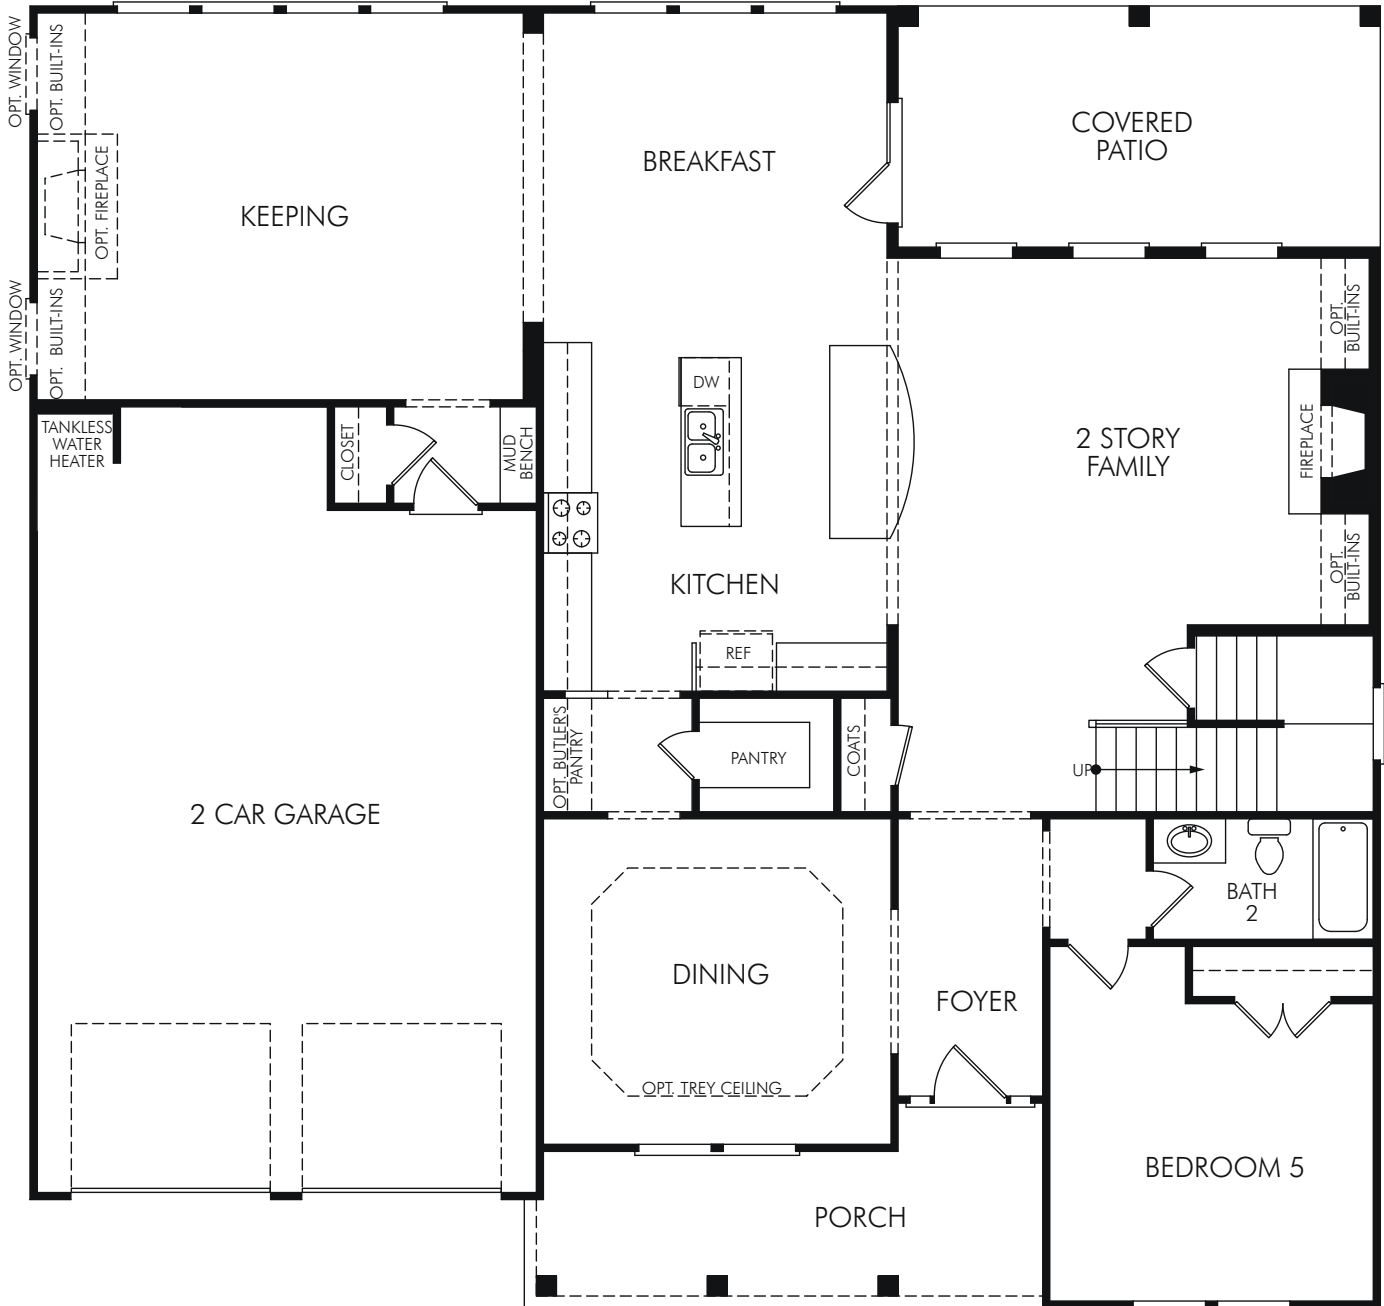 OPT. WINDOW
OPT. BUILT-INS
OPT. FIREPLACE
KEEPING
OPT. WINDOW
OPT. BUILT-INS
BREAKFAST
COVERED
PATIO
OPT.
BUILT-INS
TANKLESS
WATER
HEATER
CLOSET
MUD
BENCH
DW
2 STORY
FAMILY
FIREPLACE
OPT.
BUILT-INS
KITCHEN
REF
OPT. BUTLER'S
PANTRY
PANTRY
COATS
UP
2 CAR GARAGE
BATH
2
DINING
OPT. TREY CEILING
FOYER
BEDROOM 5
PORCH